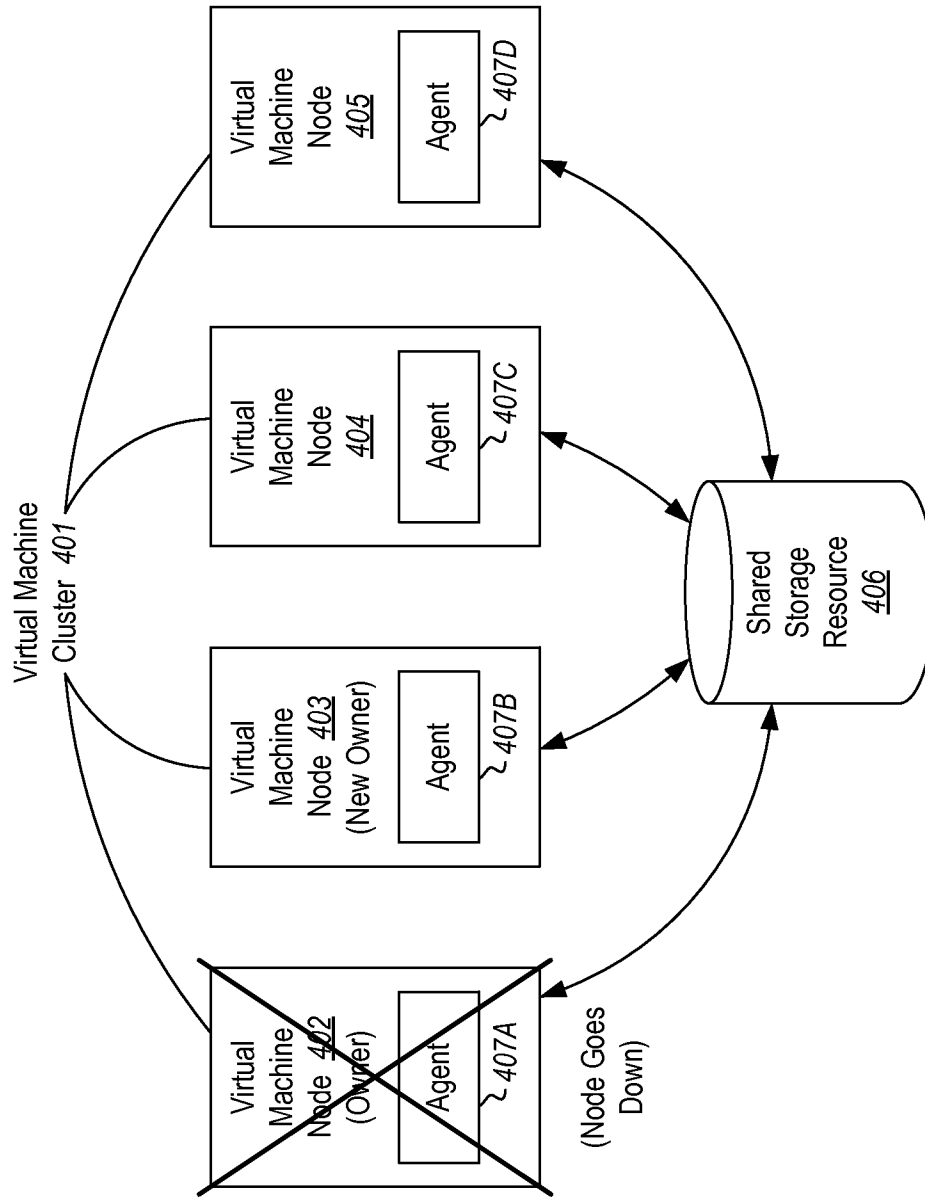 Virtual Machine
Cluster 401
Virtual
Machine
Node 402
(Owner)
Agent
407A
(Node Goes
Down)
Virtual
Machine
Node 403
(New Owner)
Agent
407B
Virtual
Machine
Node
404
Agent
407C
Virtual
Machine
Node
405
Agent
407D
Shared
Storage
Resource
406